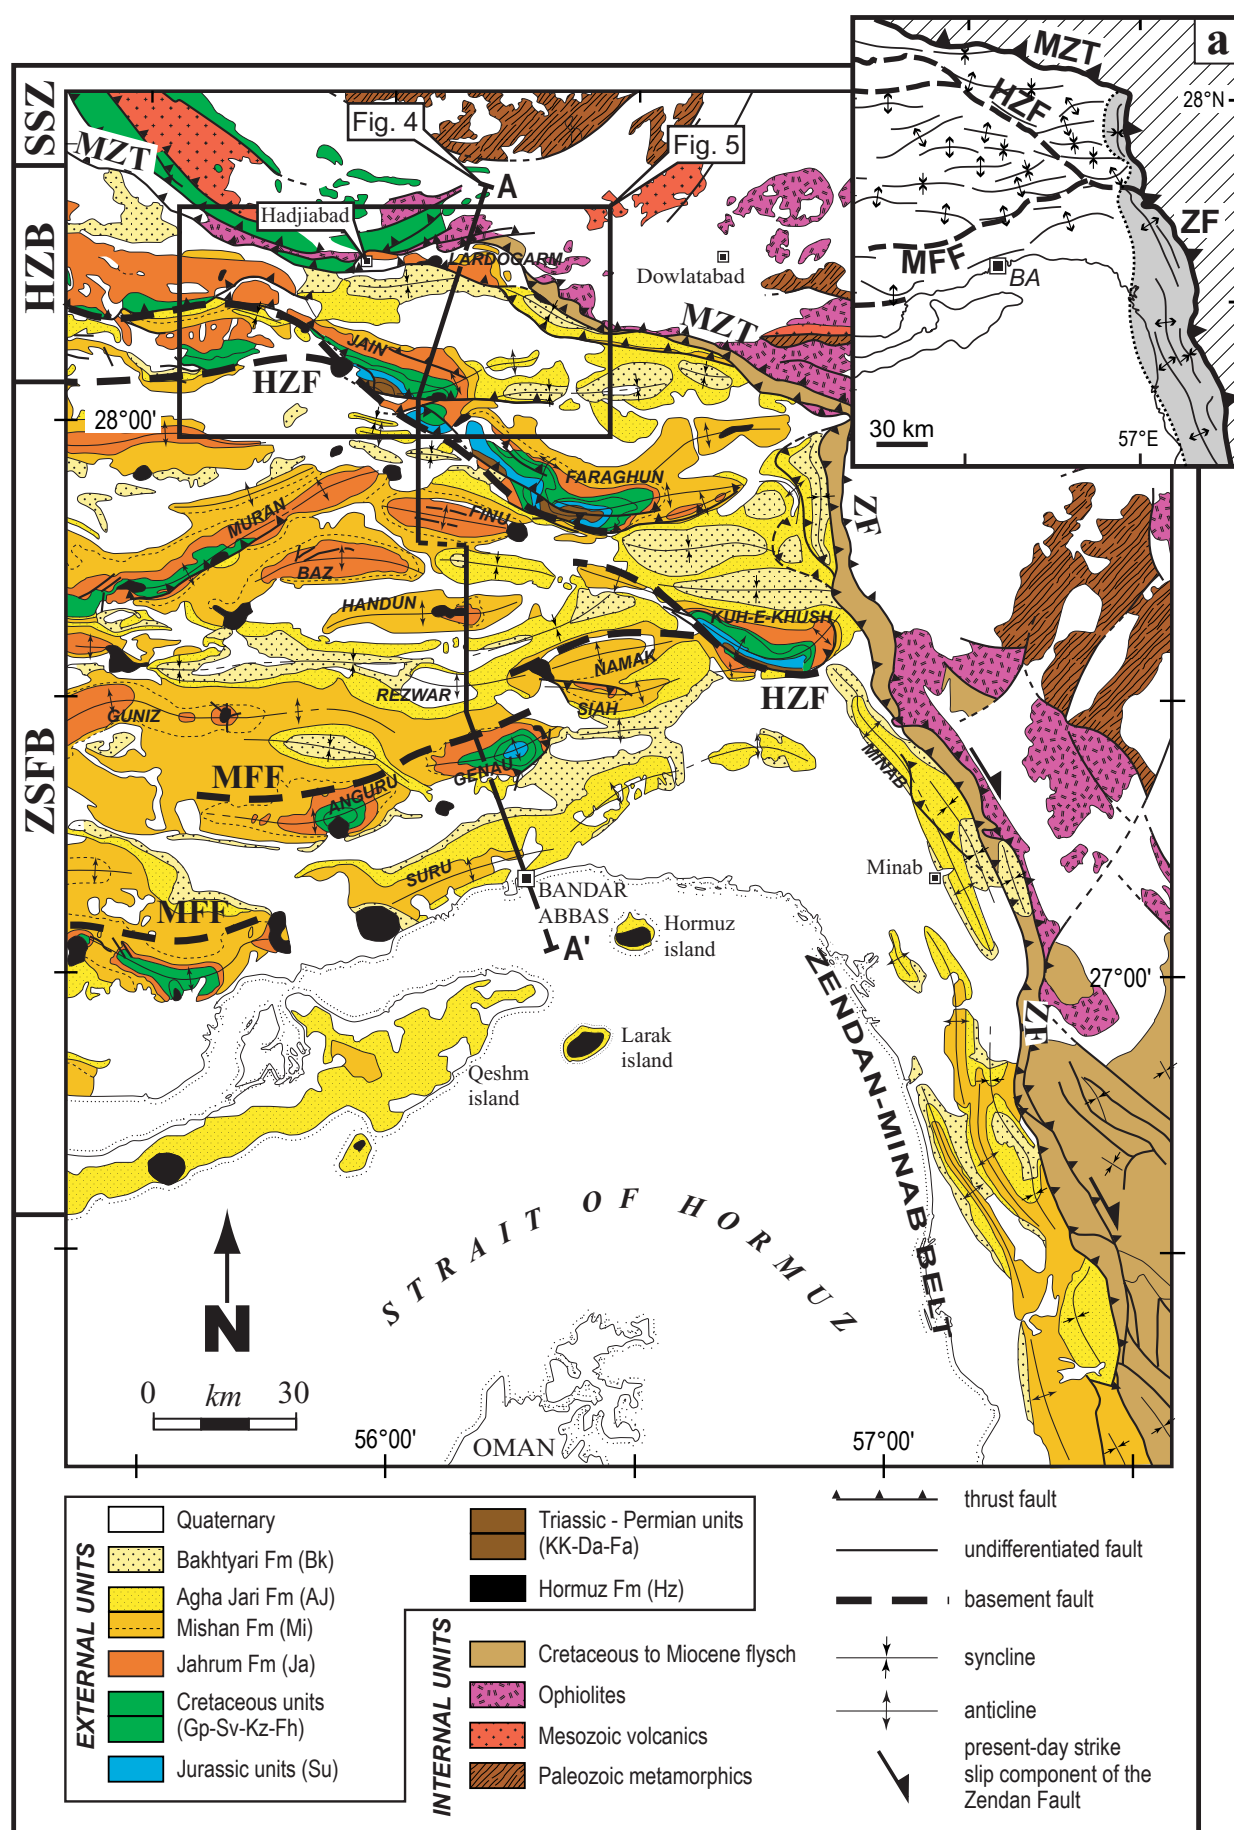 SSZ
HZB
ZSFB
MZT
Fig. 4
Fig. 5
A
Hadjiabad
LARDOGARM
Dowlatabad
MZT
JAIN
HZF
28°00'
FARAGHUN
MURAN
FINU
BAZ
HANDUN
KUH-E-KHUSH
ZF
REZWAR
NAMAK
SIAH
HZF
GUNIZ
MFF
ANGURU
GENAU
MINAB
SURU
Minab
MFF
BANDAR
ABBAS
A'
Hormuz
island
27°00'
ZF
Larak
island
Qeshm
island
ZENDAN-MINAB BELT
STRAIT OF HORMUZ
N
0 km 30
OMAN
56°00'
57°00'
a
MZT
HZF
28°N
ZF
MFF
BA
30 km
57°E
EXTERNAL UNITS
Quaternary
Bakhtyari Fm (Bk)
Agha Jari Fm (AJ)
Mishan Fm (Mi)
Jahrum Fm (Ja)
Cretaceous units
(Gp-Sv-Kz-Fh)
Jurassic units (Su)
Triassic - Permian units
(KK-Da-Fa)
Hormuz Fm (Hz)
INTERNAL UNITS
Cretaceous to Miocene flysch
Ophiolites
Mesozoic volcanics
Paleozoic metamorphics
thrust fault
undifferentiated fault
basement fault
syncline
anticline
present-day strike
slip component of the
Zendan Fault